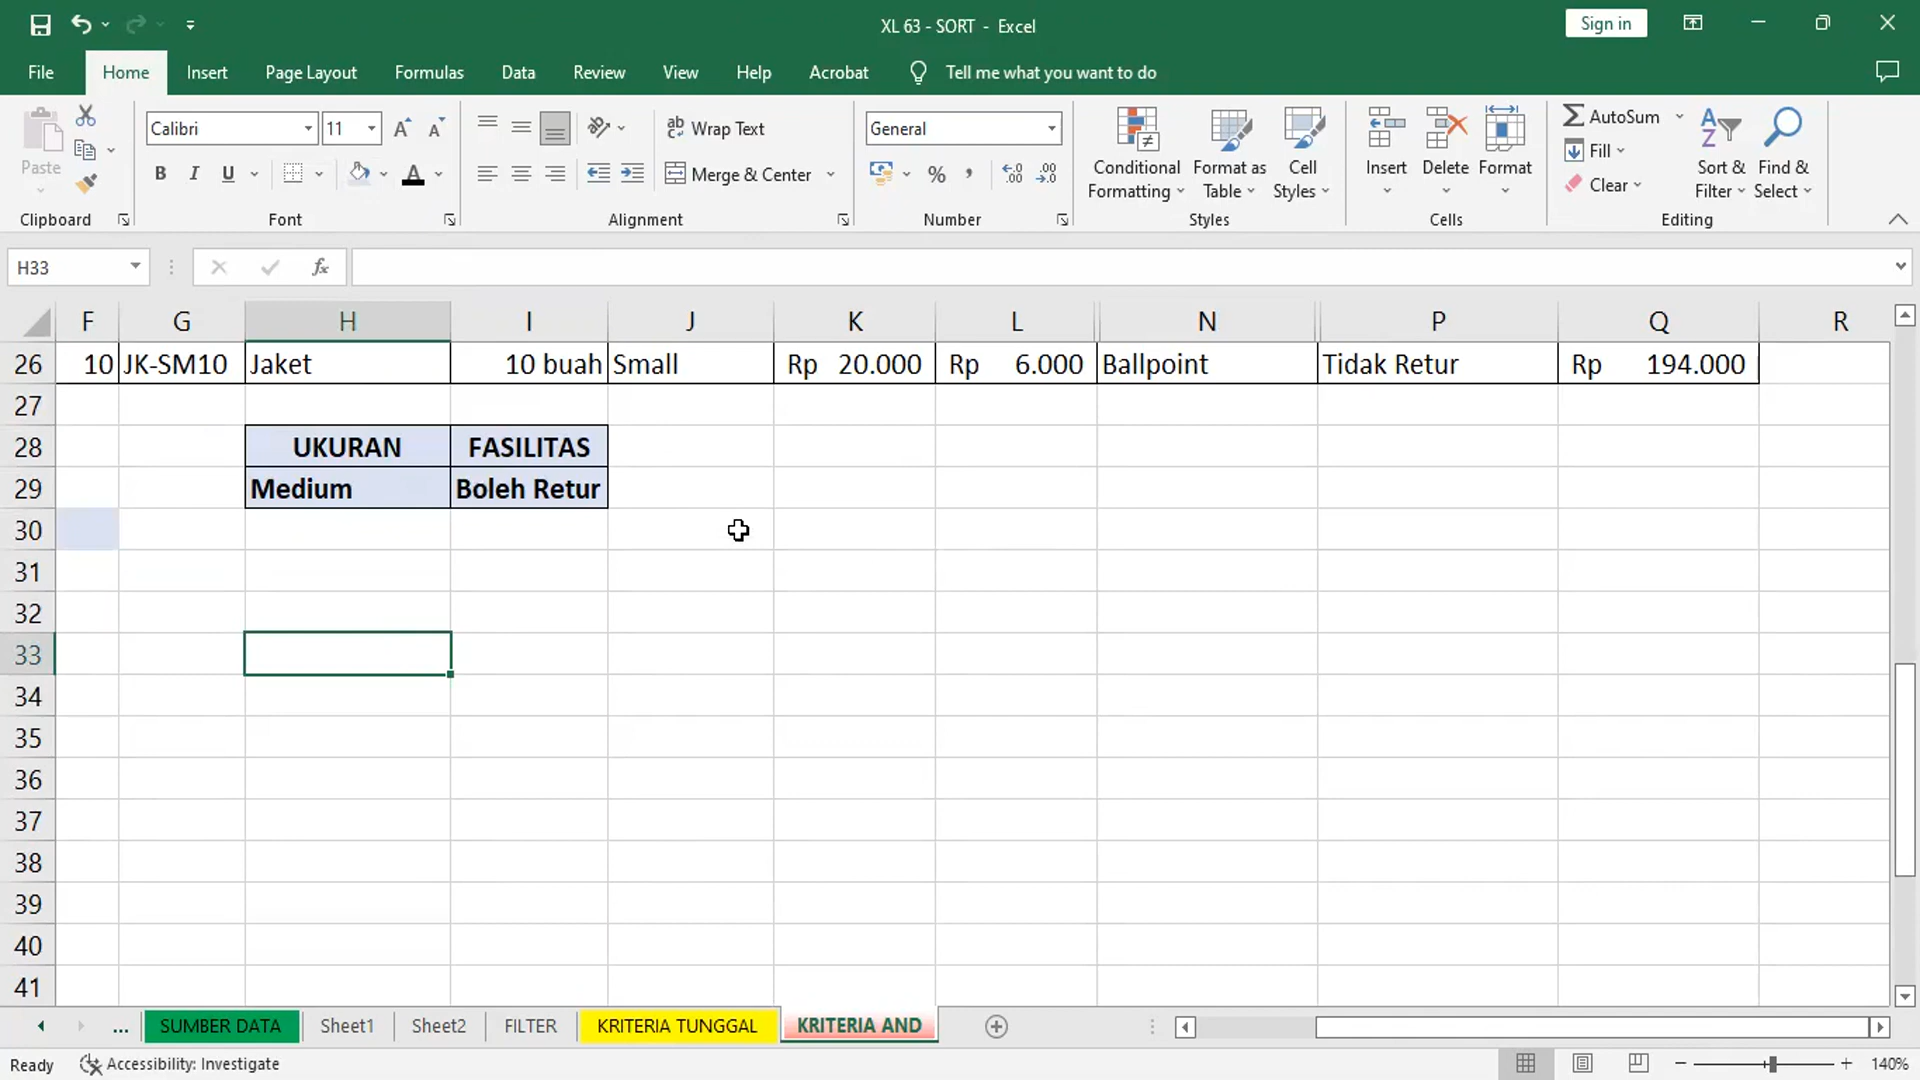 XL 63 - SORT - Excel
Sign in
File Home Insert Page Layout Formulas Data Review View Help Acrobat Tell me what you want to do
Paste
Clipboard
Calibri 11
B I U A
Font
Wrap Text
Merge & Center
Alignment
General
% ,
Number
Conditional Formatting
Format as Table
Cell Styles
Styles
Insert
Delete
Format
Cells
AutoSum
Fill
Clear
Sort & Filter
Find & Select
Editing
H33 fx
F G H I J K L N P Q R
26 10 JK-SM10 Jaket 10 buah Small Rp 20.000 Rp 6.000 Ballpoint Tidak Retur Rp 194.000
27
28 UKURAN FASILITAS
29 Medium Boleh Retur
30
31
32
33
34
35
36
37
38
39
40
41
... SUMBER DATA Sheet1 Sheet2 FILTER KRITERIA TUNGGAL KRITERIA AND
Ready Accessibility: Investigate 140%